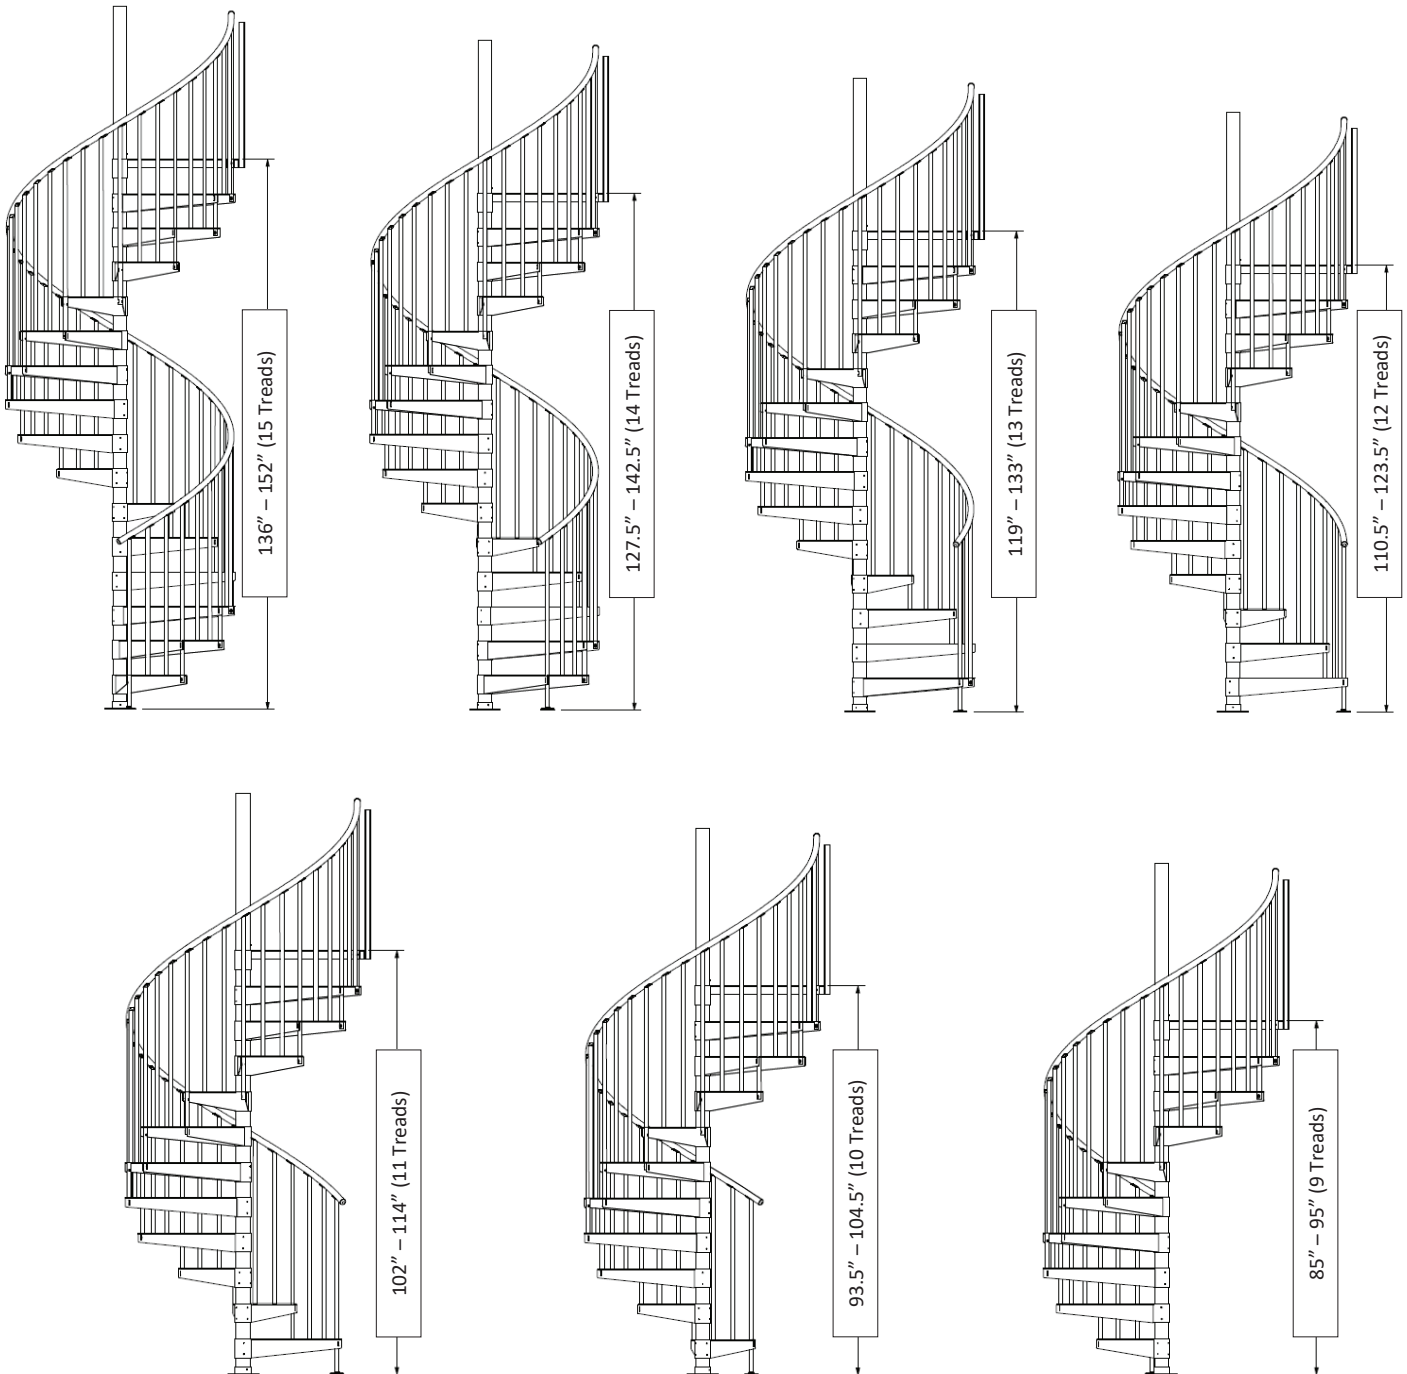 136” – 152” (15 Treads)
127.5” – 142.5” (14 Treads)
119” – 133” (13 Treads)
110.5” – 123.5” (12 Treads)
102” – 114” (11 Treads)
93.5” – 104.5” (10 Treads)
85” – 95” (9 Treads)